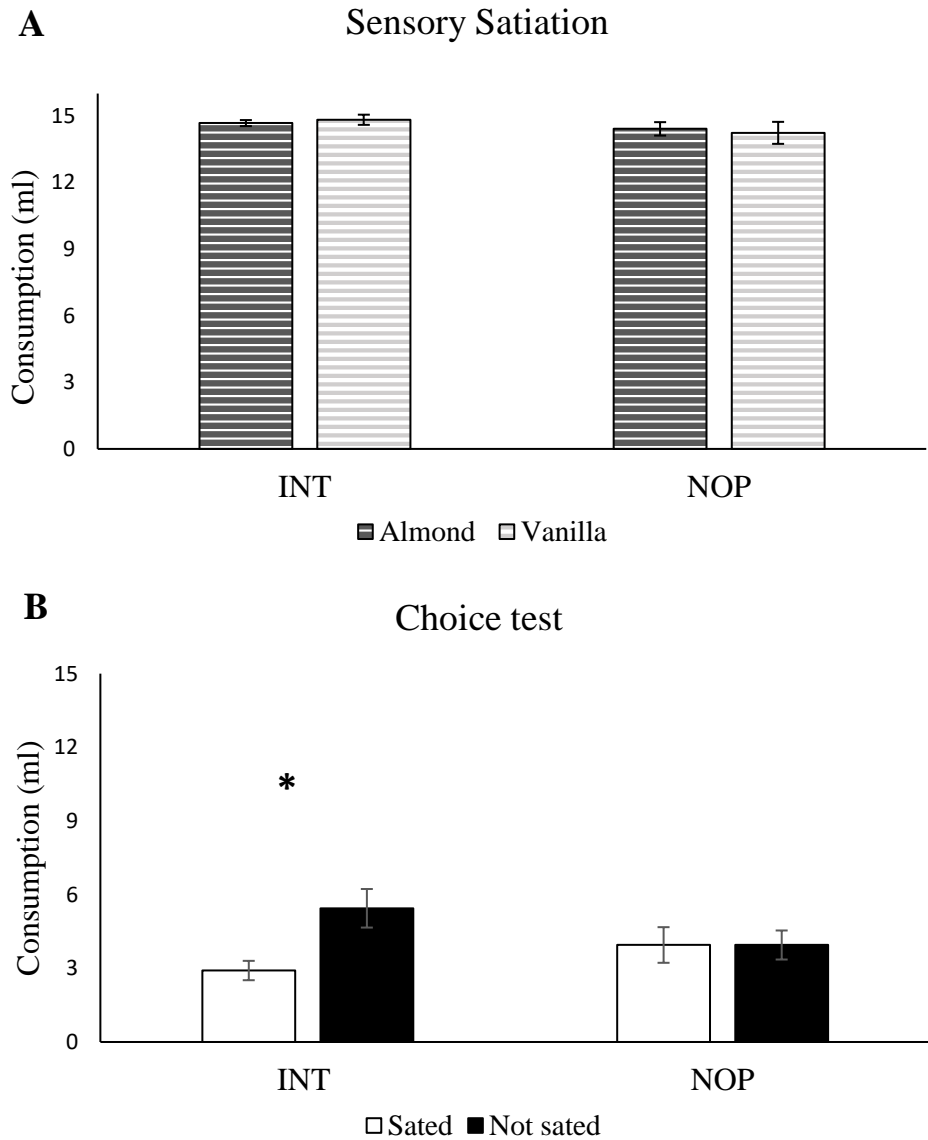 A
Sensory Satiation
Consumption (ml)
15
12
9
6
3
0
INT NOP
Almond Vanilla
B
Choice test
Consumption (ml)
15
12
9
6
3
0
*
INT NOP
Sated Not sated